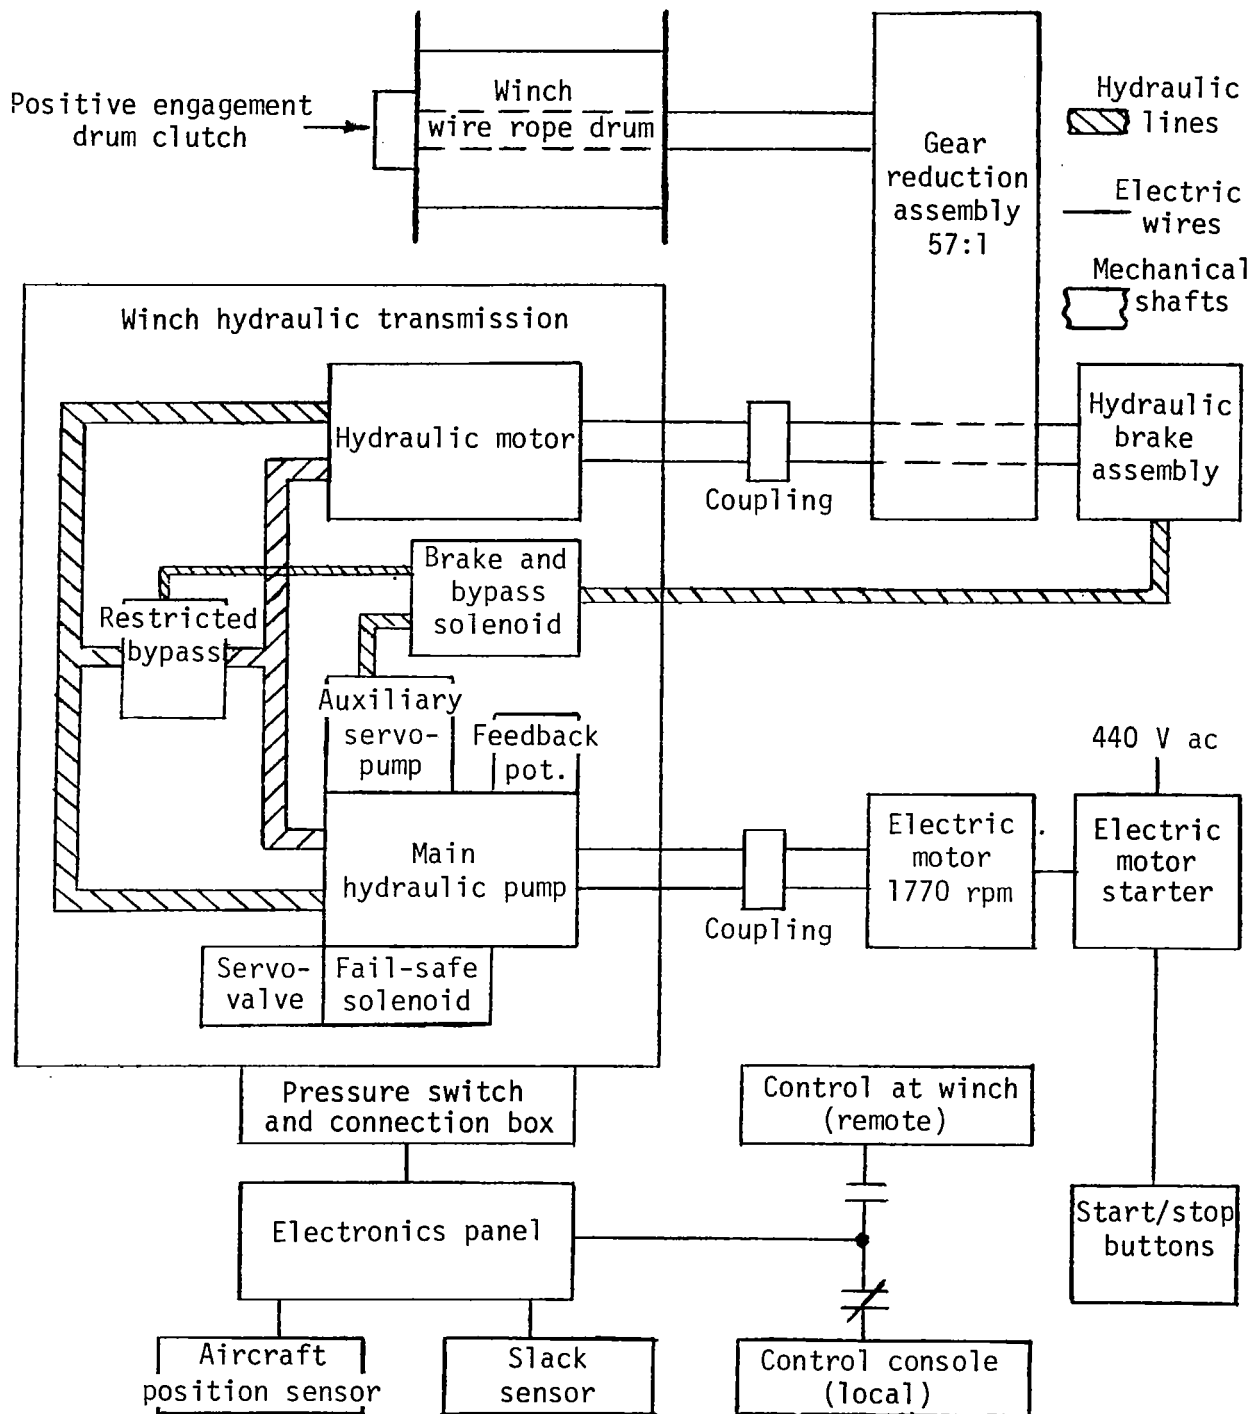 Positive engagement
drum clutch
Winch
wire rope drum
Gear
reduction
assembly
57:1
Hydraulic
lines
Electric
wires
Mechanical
shafts
Winch hydraulic transmission
Hydraulic motor
Coupling
Hydraulic
brake
assembly
Brake and
bypass
solenoid
Restricted
bypass
Auxiliary
servo-
pump
Feedback
pot.
Main
hydraulic pump
Coupling
Electric
motor
1770 rpm
440 V ac
Electric
motor
starter
Servo-
valve
Fail-safe
solenoid
Pressure switch
and connection box
Control at winch
(remote)
Electronics panel
Start/stop
buttons
Aircraft
position sensor
Slack
sensor
Control console
(local)